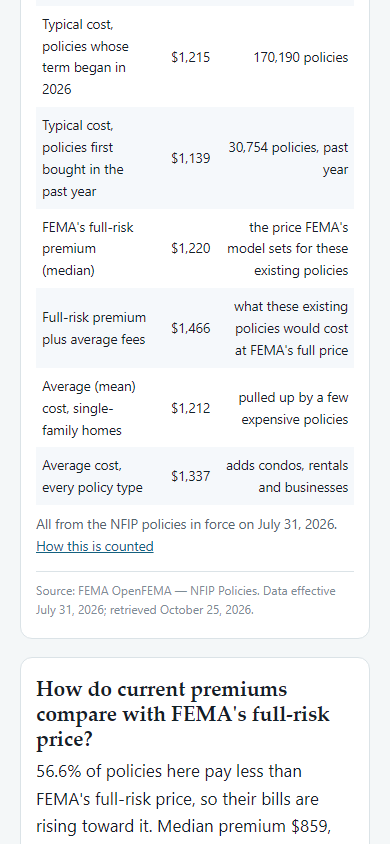 Typical cost,
policies whose
term began in
2026
$1,215
170,190 policies
Typical cost,
policies first
bought in the
past year
$1,139
30,754 policies, past
year
FEMA's full-risk
premium
(median)
$1,220
the price FEMA's
model sets for these
existing policies
Full-risk premium
plus average fees
$1,466
what these existing
policies would cost
at FEMA's full price
Average (mean)
cost, single-
family homes
$1,212
pulled up by a few
expensive policies
Average cost,
every policy type
$1,337
adds condos, rentals
and businesses
All from the NFIP policies in force on July 31, 2026.
How this is counted
Source: FEMA OpenFEMA — NFIP Policies. Data effective
July 31, 2026; retrieved October 25, 2026.
How do current premiums
compare with FEMA's full-risk
price?
56.6% of policies here pay less than
FEMA's full-risk price, so their bills are
rising toward it. Median premium $859,